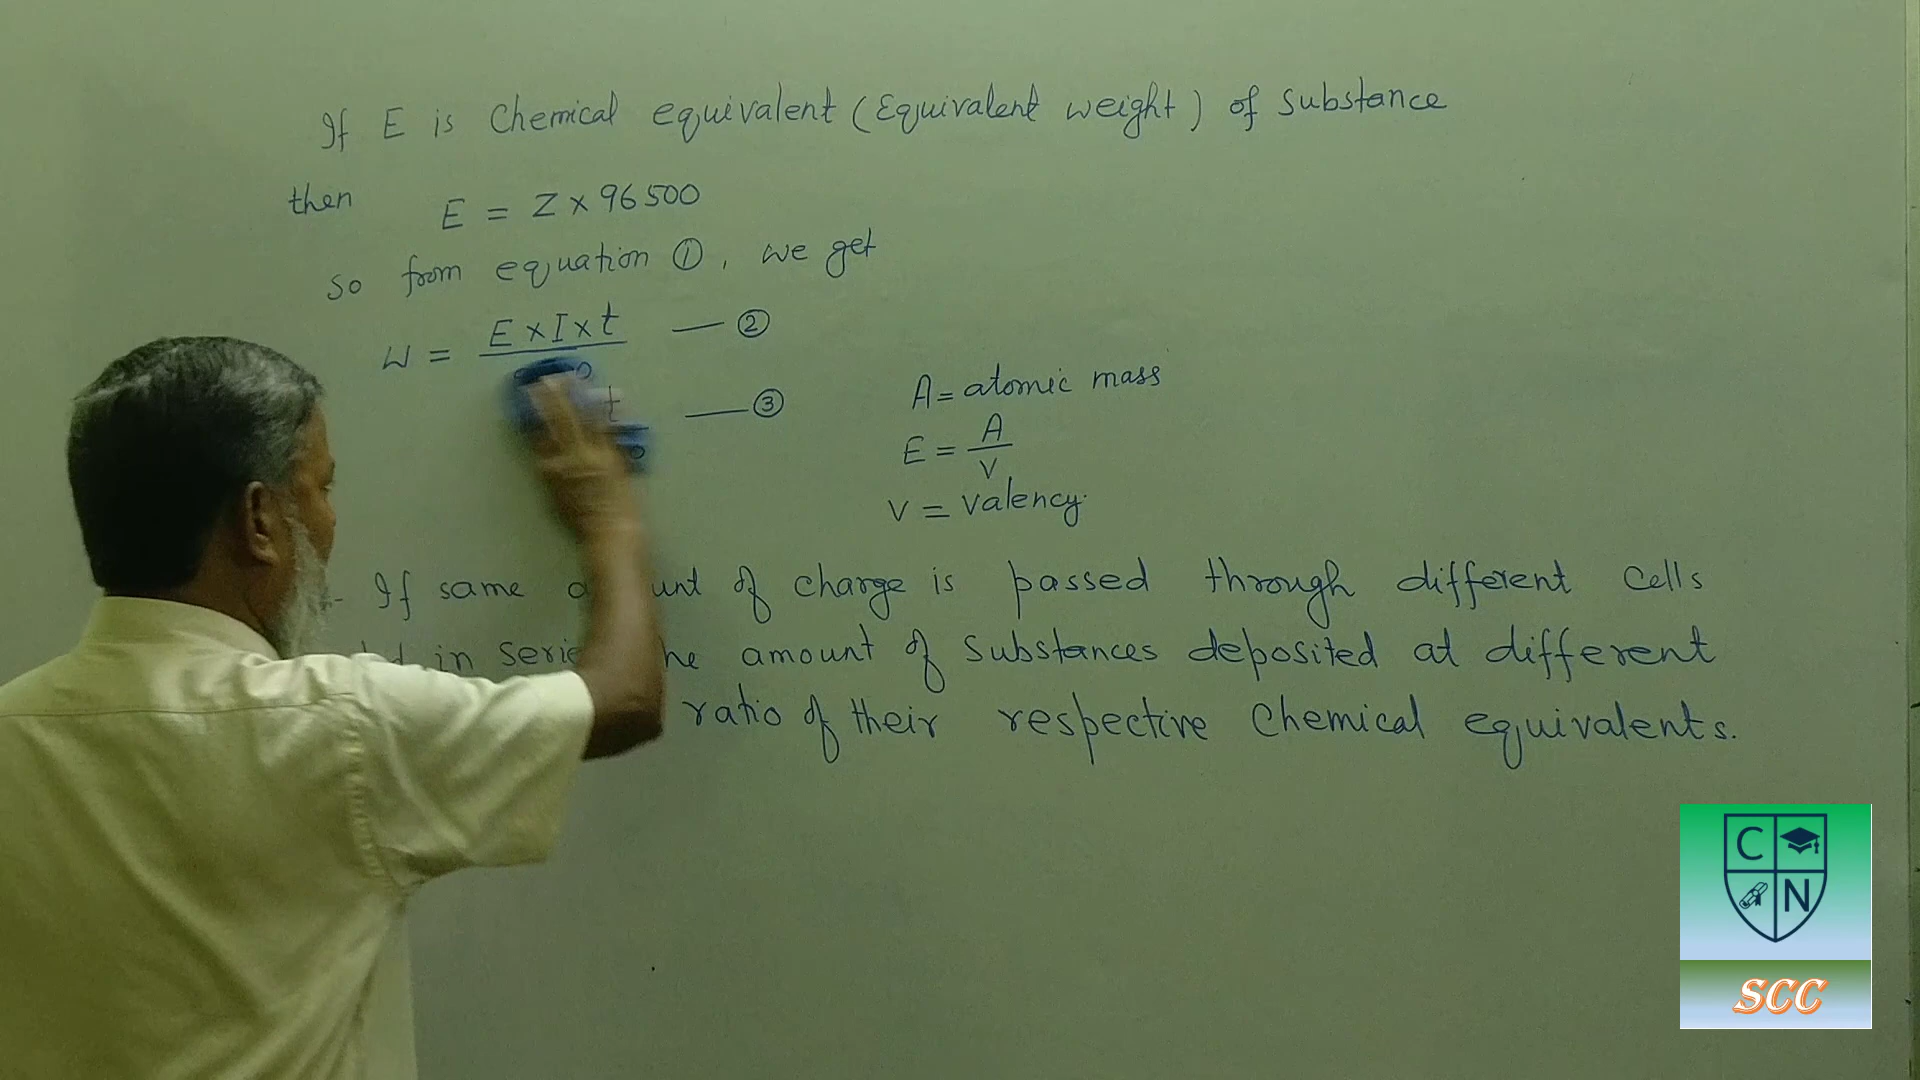 If E is Chemical equivalent (Equivalent weight) of Substance
then E = Z × 96500
So from equation ①, we get
W = E × I × t — ②
t — ③
A = atomic mass
E = A / V
V = Valency.
If same unt of charge is passed through different Cells
in Serie he amount of Substances deposited at different
ratio of their respective Chemical equivalents.
C
N
SCC